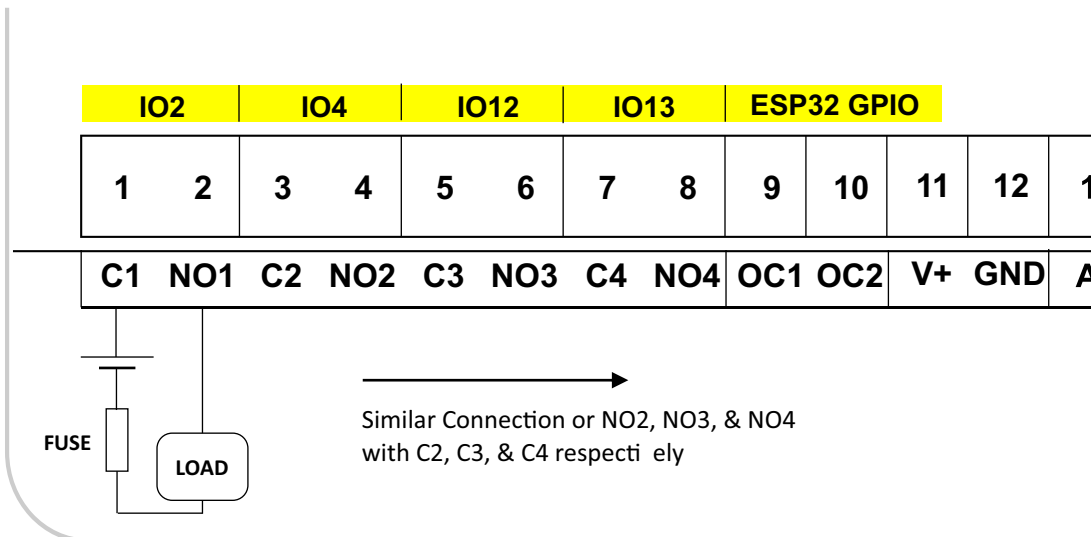 IO2 IO4 IO12 IO13 ESP32 GPIO
1 2 3 4 5 6 7 8 9 10 11 12 1
C1 NO1 C2 NO2 C3 NO3 C4 NO4 OC1 OC2 V+ GND A
Similar Connection or NO2, NO3, & NO4
FUSE
with C2, C3, & C4 respecti ely
LOAD